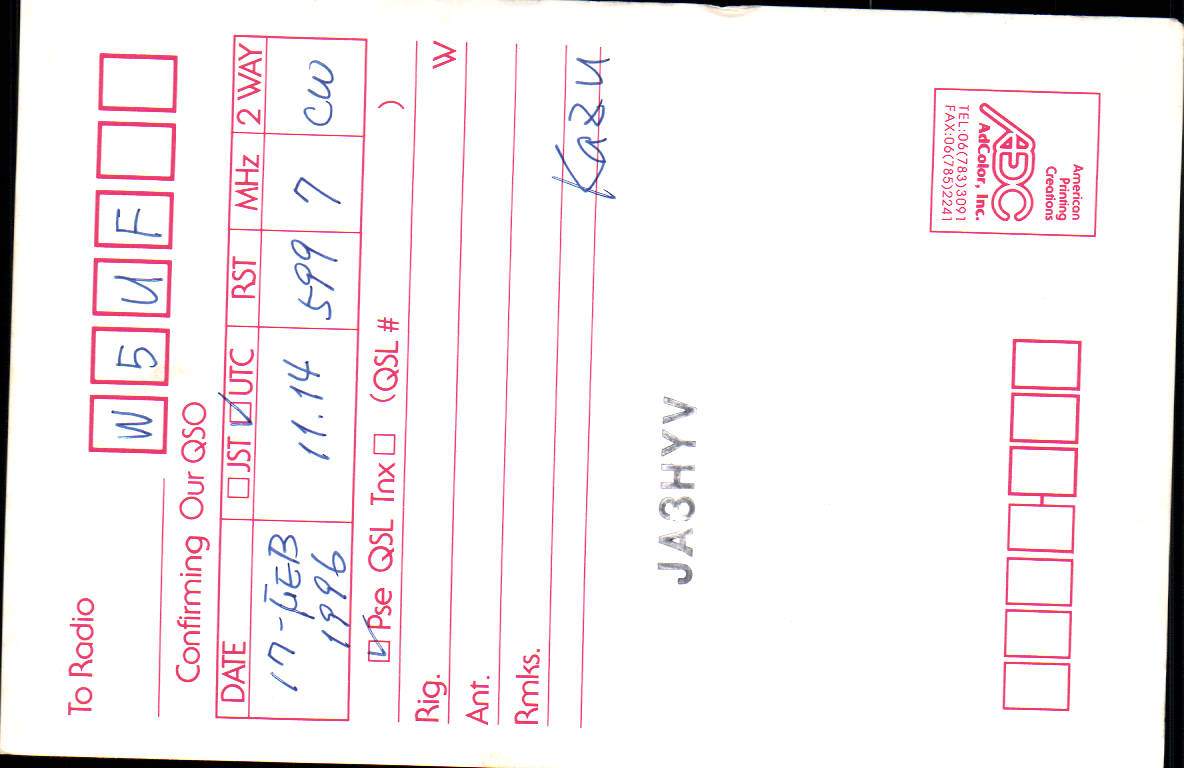 To Radio W5UF
Confirming Our QSO
DATE □JST ☑UTC RST MHz 2 WAY
17-FEB 11.14 599 7 CW
1996
☑Pse QSL Tnx□ (QSL # )
Rig. W
Ant.
Rmks.
Kazu
JA3HYV
American
Printing
Creations
ADC
AdColor, Inc.
TEL:06(783)3091
FAX:06(785)2241